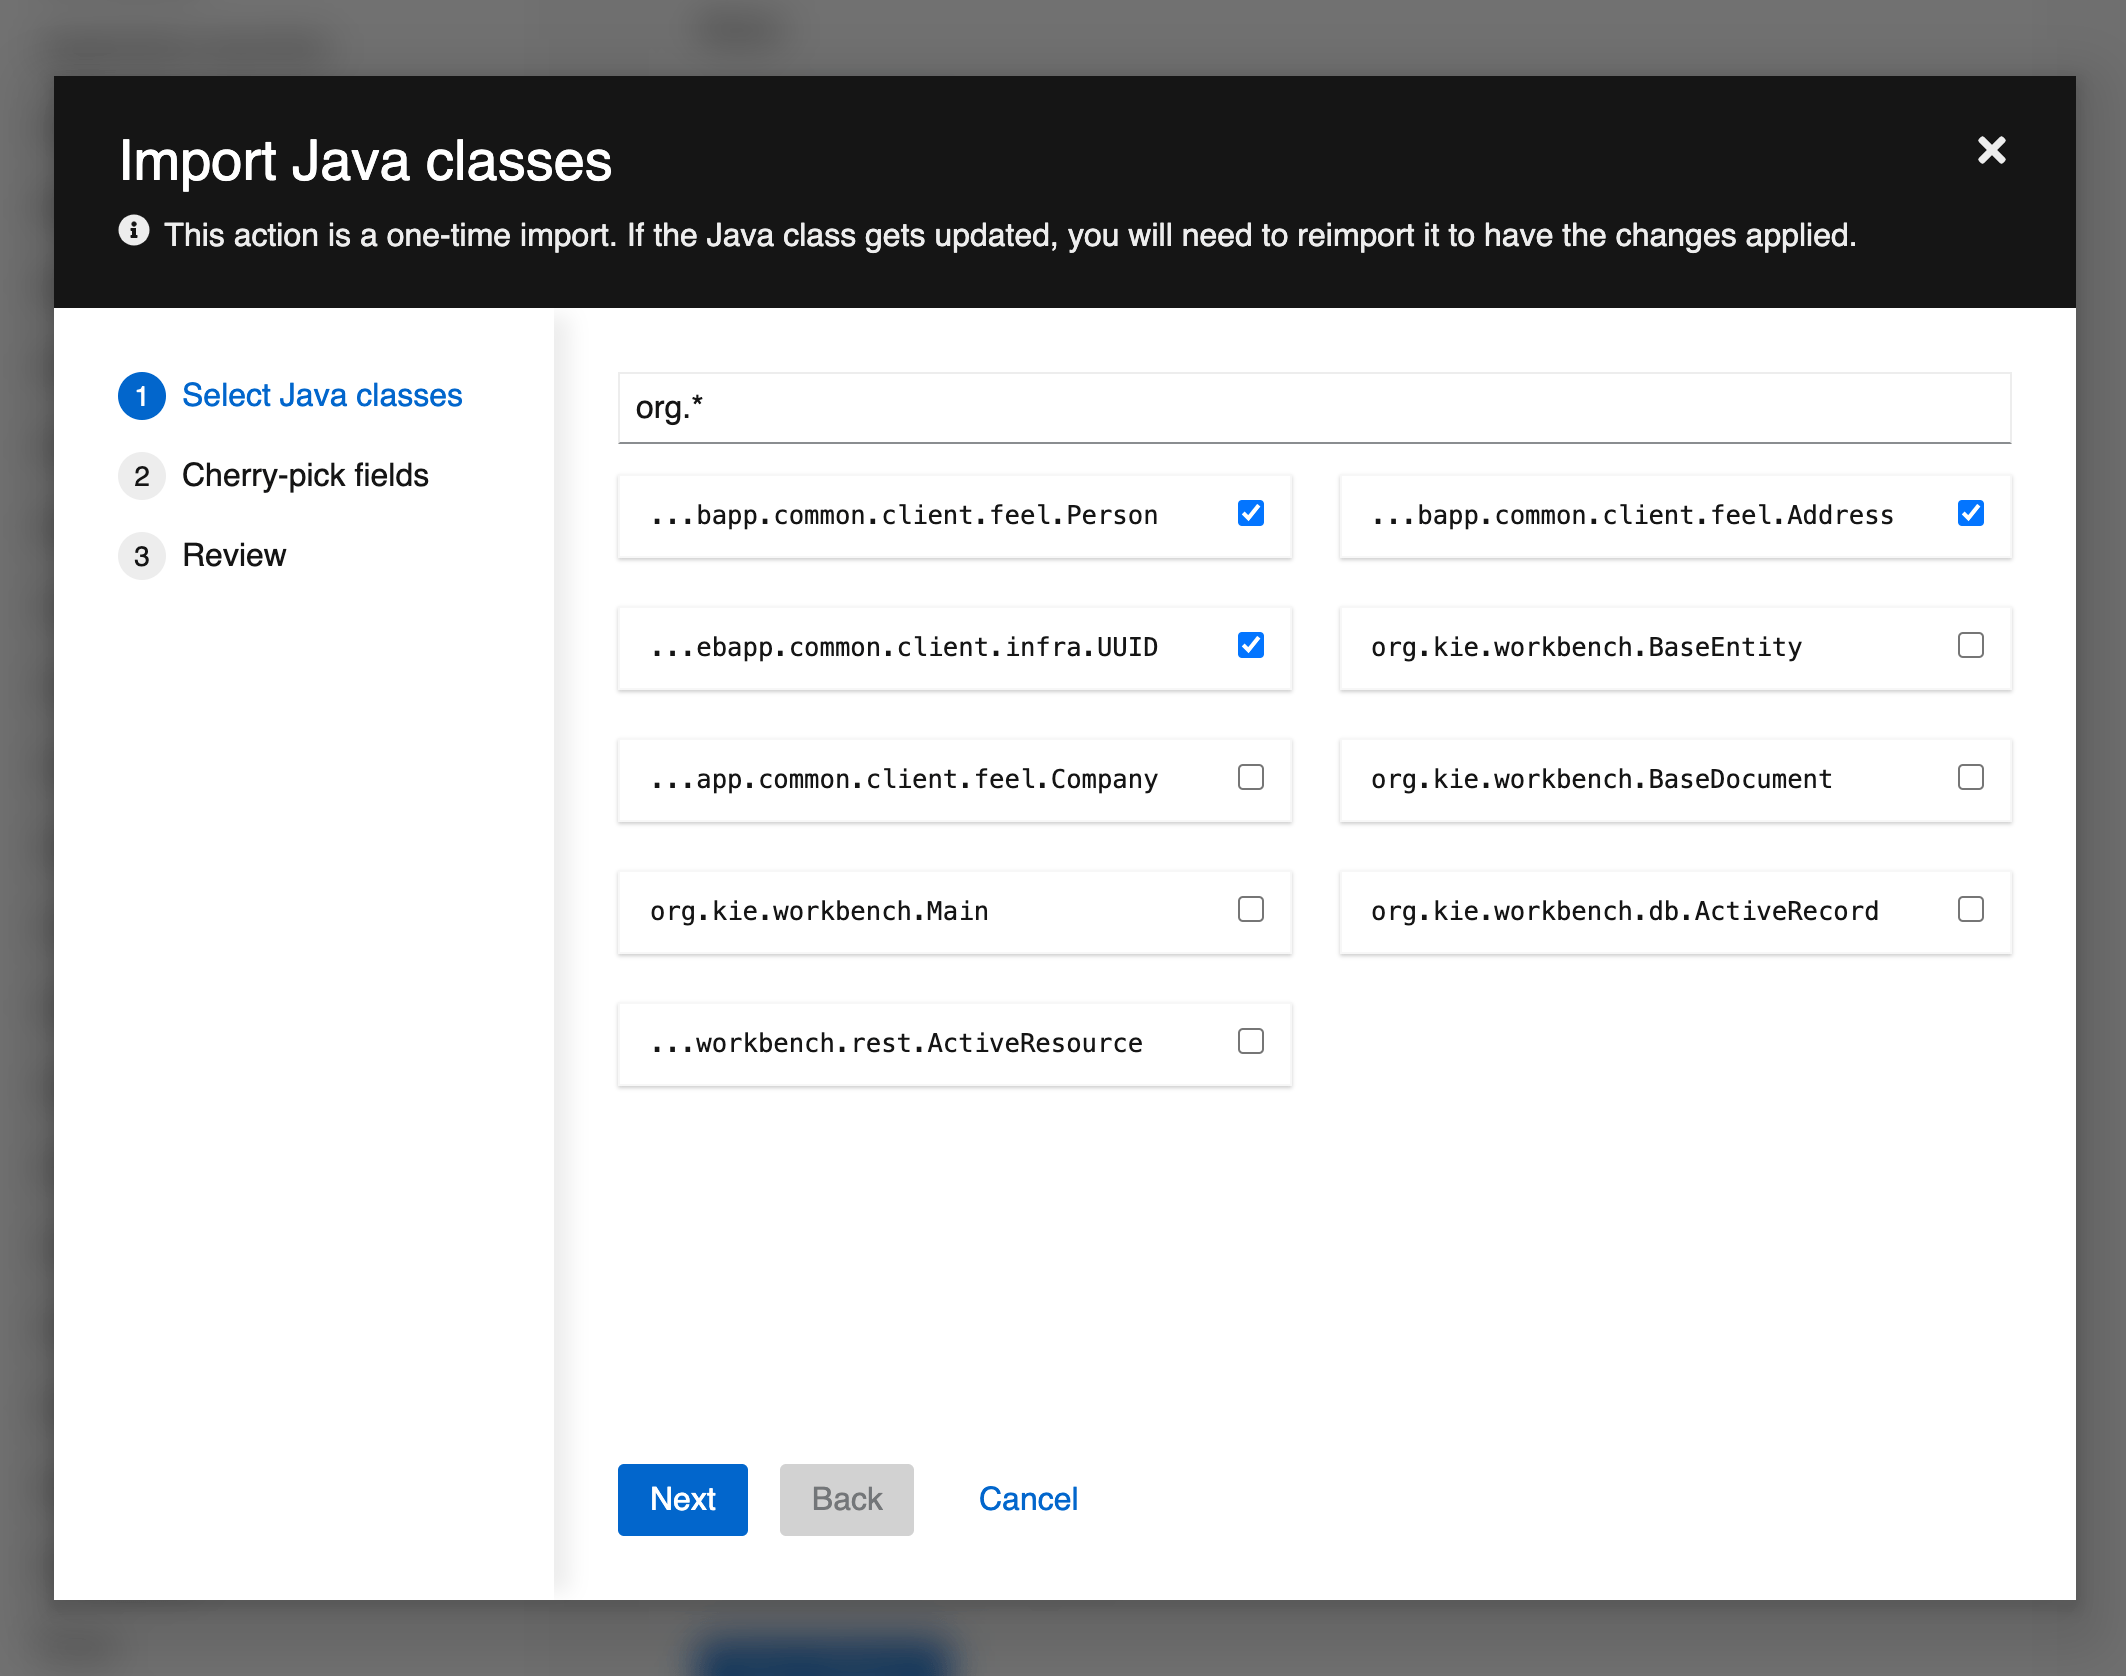 Import Java classes
This action is a one-time import. If the Java class gets updated, you will need to reimport it to have the changes applied.
1 Select Java classes
2 Cherry-pick fields
3 Review
org.*
...bapp.common.client.feel.Person
...bapp.common.client.feel.Address
...ebapp.common.client.infra.UUID
org.kie.workbench.BaseEntity
...app.common.client.feel.Company
org.kie.workbench.BaseDocument
org.kie.workbench.Main
org.kie.workbench.db.ActiveRecord
...workbench.rest.ActiveResource
Next Back Cancel